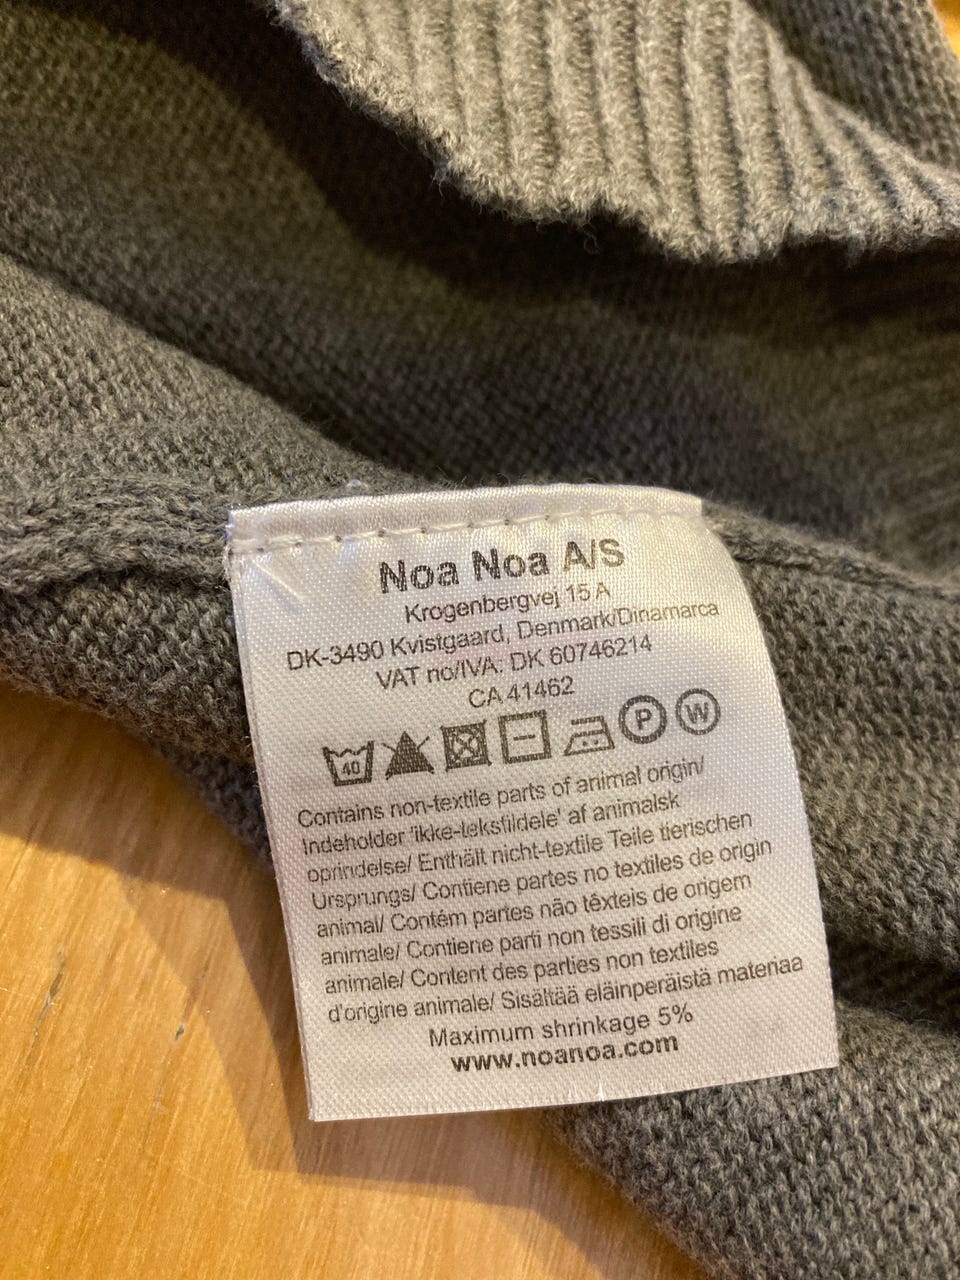 Noa Noa A/S
Krogenbergvej 15 A
DK-3490 Kvistgaard, Denmark/Dinamarca
VAT no/IVA: DK 60746214
CA 41462
40 P W
Contains non-textile parts of animal origin/
Indeholder 'ikke-tekstildele' af animalsk
oprindelse/ Enthält nicht-textile Teile tierischen
Ursprungs/ Contiene partes no textiles de origin
animal/ Contém partes não têxteis de origem
animale/ Contiene parti non tessili di origine
animale/ Content des parties non textiles
d'origine animale/ Sisältää eläinperäistä materiaa
Maximum shrinkage 5%
www.noanoa.com